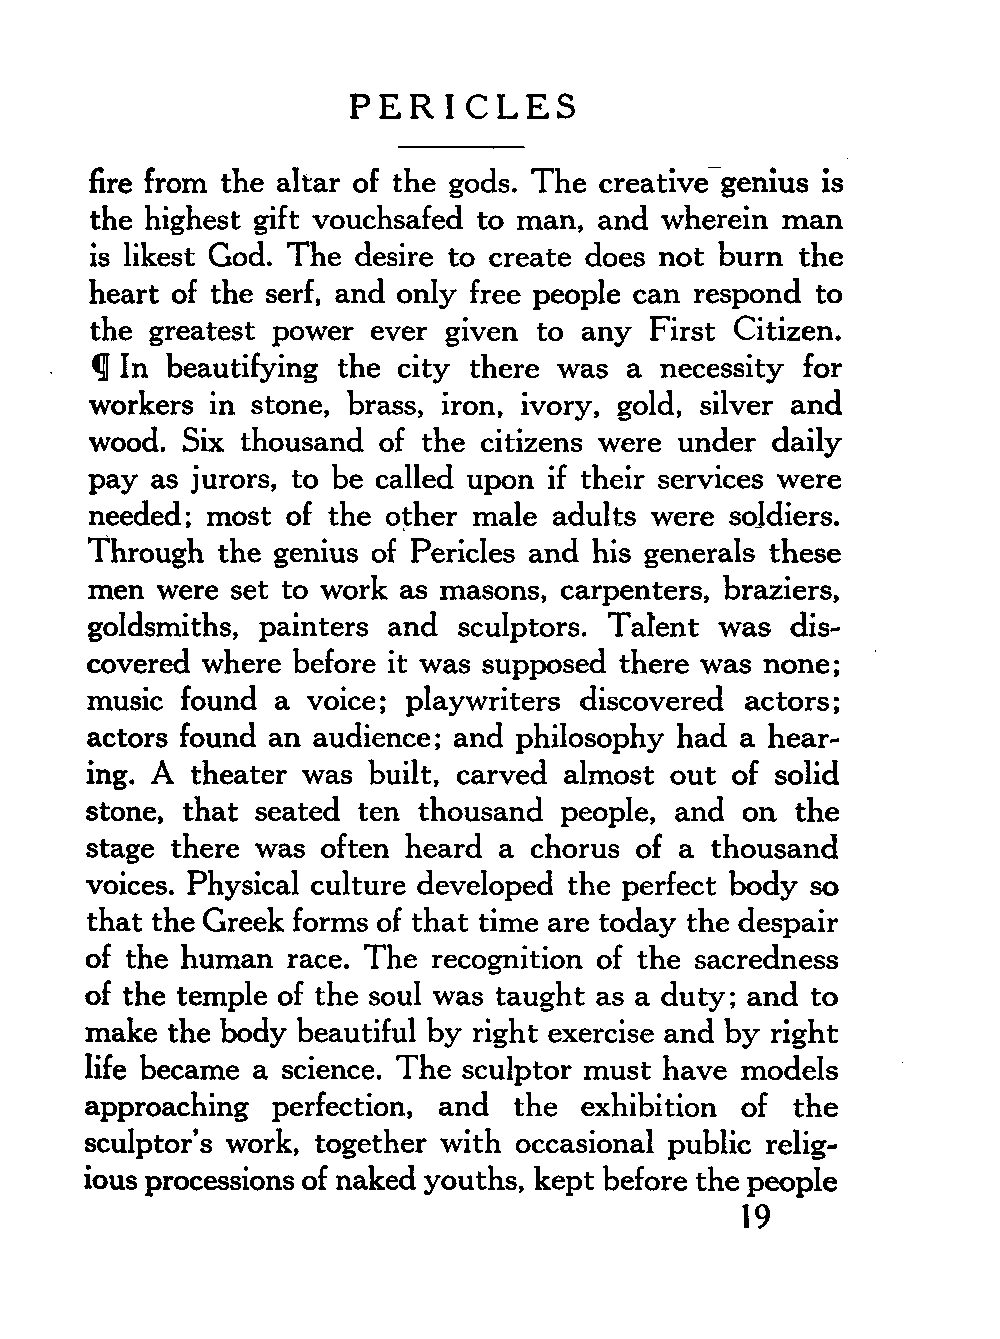 PERICLES
fire from the altar of the gods. The creative genius is
the highest gift vouchsafed to man, and wherein man
is likest God. The desire to create does not burn the
heart of the serf, and only free people can respond to
the greatest power ever given to any First Citizen.
¶ In beautifying the city there was a necessity for
workers in stone, brass, iron, ivory, gold, silver and
wood. Six thousand of the citizens were under daily
pay as jurors, to be called upon if their services were
needed; most of the other male adults were soldiers.
Through the genius of Pericles and his generals these
men were set to work as masons, carpenters, braziers,
goldsmiths, painters and sculptors. Talent was dis-
covered where before it was supposed there was none;
music found a voice; playwriters discovered actors;
actors found an audience; and philosophy had a hear-
ing. A theater was built, carved almost out of solid
stone, that seated ten thousand people, and on the
stage there was often heard a chorus of a thousand
voices. Physical culture developed the perfect body so
that the Greek forms of that time are today the despair
of the human race. The recognition of the sacredness
of the temple of the soul was taught as a duty; and to
make the body beautiful by right exercise and by right
life became a science. The sculptor must have models
approaching perfection, and the exhibition of the
sculptor's work, together with occasional public relig-
ious processions of naked youths, kept before the people
19